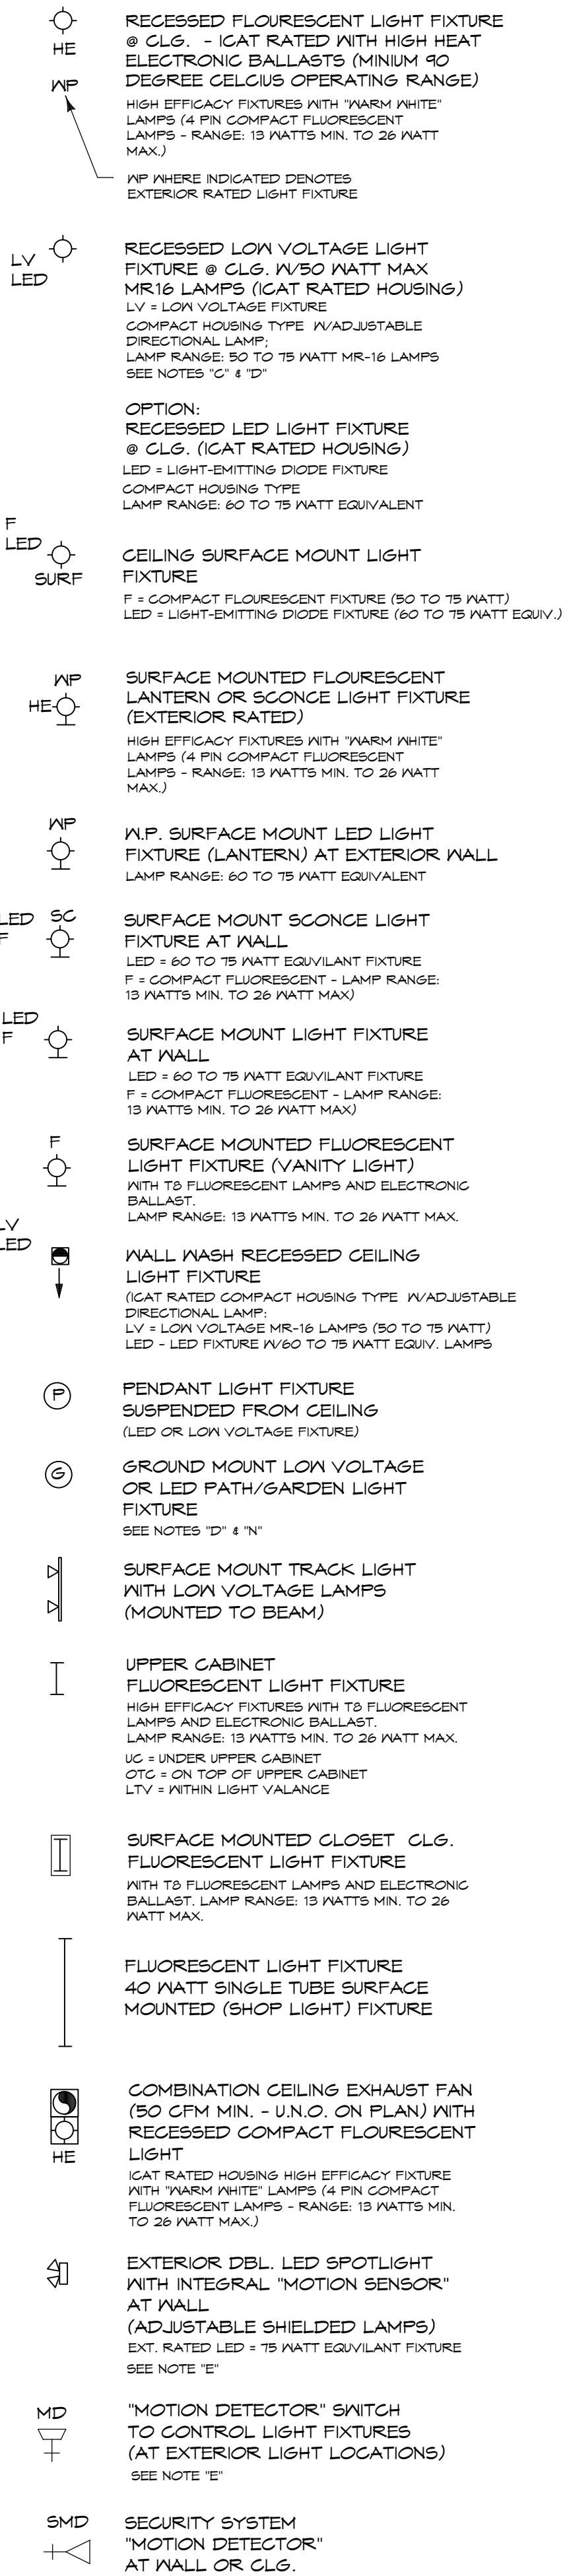 RECESSED FLOURESCENT LIGHT FIXTURE
@ CLG. - ICAT RATED WITH HIGH HEAT
HE
ELECTRONIC BALLASTS (MINIUM 90
DEGREE CELCIUS OPERATING RANGE)
WP
HIGH EFFICACY FIXTURES WITH "WARM WHITE"
LAMPS (4 PIN COMPACT FLUORESCENT
LAMPS - RANGE: 13 WATTS MIN. TO 26 WATT
MAX.)
WP WHERE INDICATED DENOTES
EXTERIOR RATED LIGHT FIXTURE
LV
LED
RECESSED LOW VOLTAGE LIGHT
FIXTURE @ CLG. W/50 WATT MAX
MR16 LAMPS (ICAT RATED HOUSING)
LV = LOW VOLTAGE FIXTURE
COMPACT HOUSING TYPE W/ADJUSTABLE
DIRECTIONAL LAMP;
LAMP RANGE: 50 TO 75 WATT MR-16 LAMPS
SEE NOTES "C" & "D"
OPTION:
RECESSED LED LIGHT FIXTURE
@ CLG. (ICAT RATED HOUSING)
LED = LIGHT-EMITTING DIODE FIXTURE
COMPACT HOUSING TYPE
LAMP RANGE: 60 TO 75 WATT EQUIVALENT
F
LED
SURF
CEILING SURFACE MOUNT LIGHT
FIXTURE
F = COMPACT FLOURESCENT FIXTURE (50 TO 75 WATT)
LED = LIGHT-EMITTING DIODE FIXTURE (60 TO 75 WATT EQUIV.)
WP
HE
SURFACE MOUNTED FLOURESCENT
LANTERN OR SCONCE LIGHT FIXTURE
(EXTERIOR RATED)
HIGH EFFICACY FIXTURES WITH "WARM WHITE"
LAMPS (4 PIN COMPACT FLUORESCENT
LAMPS - RANGE: 13 WATTS MIN. TO 26 WATT
MAX.)
WP
W.P. SURFACE MOUNT LED LIGHT
FIXTURE (LANTERN) AT EXTERIOR WALL
LAMP RANGE: 60 TO 75 WATT EQUIVALENT
LED SC
F
SURFACE MOUNT SCONCE LIGHT
FIXTURE AT WALL
LED = 60 TO 75 WATT EQUVILANT FIXTURE
F = COMPACT FLUORESCENT - LAMP RANGE:
13 WATTS MIN. TO 26 WATT MAX)
LED
F
SURFACE MOUNT LIGHT FIXTURE
AT WALL
LED = 60 TO 75 WATT EQUVILANT FIXTURE
F = COMPACT FLUORESCENT - LAMP RANGE:
13 WATTS MIN. TO 26 WATT MAX)
F
SURFACE MOUNTED FLUORESCENT
LIGHT FIXTURE (VANITY LIGHT)
WITH T8 FLUORESCENT LAMPS AND ELECTRONIC
BALLAST.
LAMP RANGE: 13 WATTS MIN. TO 26 WATT MAX.
LV
LED
WALL WASH RECESSED CEILING
LIGHT FIXTURE
(ICAT RATED COMPACT HOUSING TYPE W/ADJUSTABLE
DIRECTIONAL LAMP:
LV = LOW VOLTAGE MR-16 LAMPS (50 TO 75 WATT)
LED - LED FIXTURE W/60 TO 75 WATT EQUIV. LAMPS
P
PENDANT LIGHT FIXTURE
SUSPENDED FROM CEILING
(LED OR LOW VOLTAGE FIXTURE)
G
GROUND MOUNT LOW VOLTAGE
OR LED PATH/GARDEN LIGHT
FIXTURE
SEE NOTES "D" & "N"
SURFACE MOUNT TRACK LIGHT
WITH LOW VOLTAGE LAMPS
(MOUNTED TO BEAM)
UPPER CABINET
FLUORESCENT LIGHT FIXTURE
HIGH EFFICACY FIXTURES WITH T8 FLUORESCENT
LAMPS AND ELECTRONIC BALLAST.
LAMP RANGE: 13 WATTS MIN. TO 26 WATT MAX.
UC = UNDER UPPER CABINET
OTC = ON TOP OF UPPER CABINET
LTV = WITHIN LIGHT VALANCE
SURFACE MOUNTED CLOSET CLG.
FLUORESCENT LIGHT FIXTURE
WITH T8 FLUORESCENT LAMPS AND ELECTRONIC
BALLAST. LAMP RANGE: 13 WATTS MIN. TO 26
WATT MAX.
FLUORESCENT LIGHT FIXTURE
40 WATT SINGLE TUBE SURFACE
MOUNTED (SHOP LIGHT) FIXTURE
COMBINATION CEILING EXHAUST FAN
(50 CFM MIN. - U.N.O. ON PLAN) WITH
RECESSED COMPACT FLOURESCENT
LIGHT
HE
ICAT RATED HOUSING HIGH EFFICACY FIXTURE
WITH "WARM WHITE" LAMPS (4 PIN COMPACT
FLUORESCENT LAMPS - RANGE: 13 WATTS MIN.
TO 26 WATT MAX.)
EXTERIOR DBL. LED SPOTLIGHT
WITH INTEGRAL "MOTION SENSOR"
AT WALL
(ADJUSTABLE SHIELDED LAMPS)
EXT. RATED LED = 75 WATT EQUVILANT FIXTURE
SEE NOTE "E"
MD
"MOTION DETECTOR" SWITCH
TO CONTROL LIGHT FIXTURES
(AT EXTERIOR LIGHT LOCATIONS)
SEE NOTE "E"
SMD
SECURITY SYSTEM
"MOTION DETECTOR"
AT WALL OR CLG.